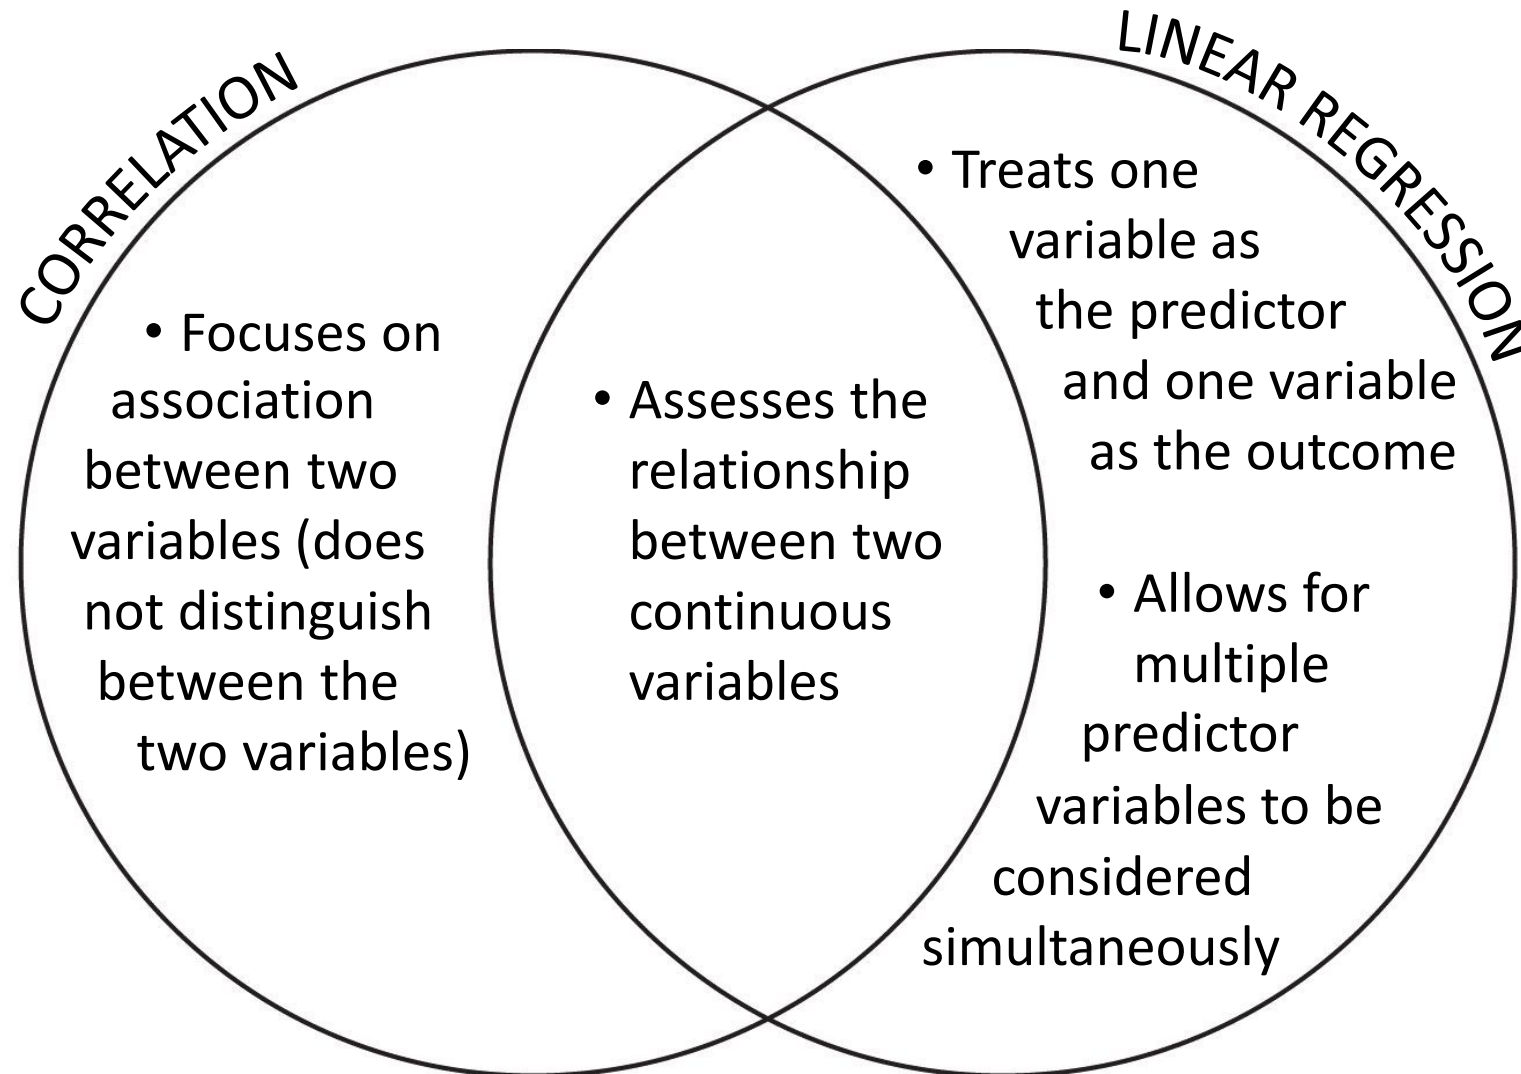 CORRELATION
• Focuses on
association
between two
variables (does
not distinguish
between the
two variables)
• Assesses the
relationship
between two
continuous
variables
LINEAR REGRESSION
• Treats one
variable as
the predictor
and one variable
as the outcome
• Allows for
multiple
predictor
variables to be
considered
simultaneously